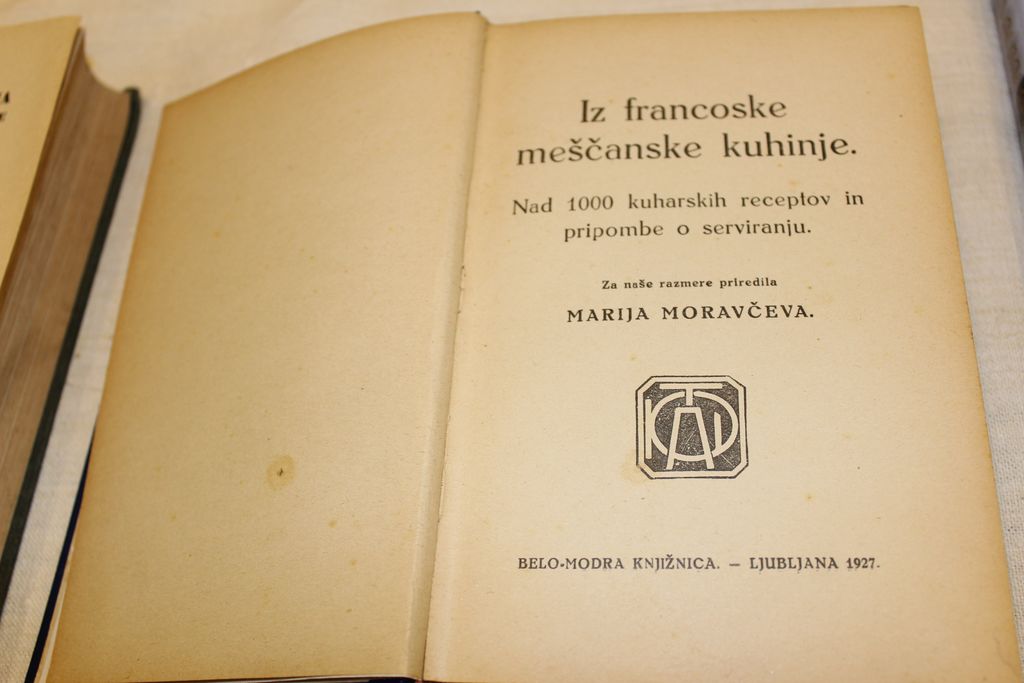 Iz francoske
meščanske kuhinje.
Nad 1000 kuharskih receptov in
pripombe o serviranju.
Za naše razmere priredila
MARIJA MORAVČEVA.
BELO-MODRA KNJIŽNICA. — LJUBLJANA 1927.